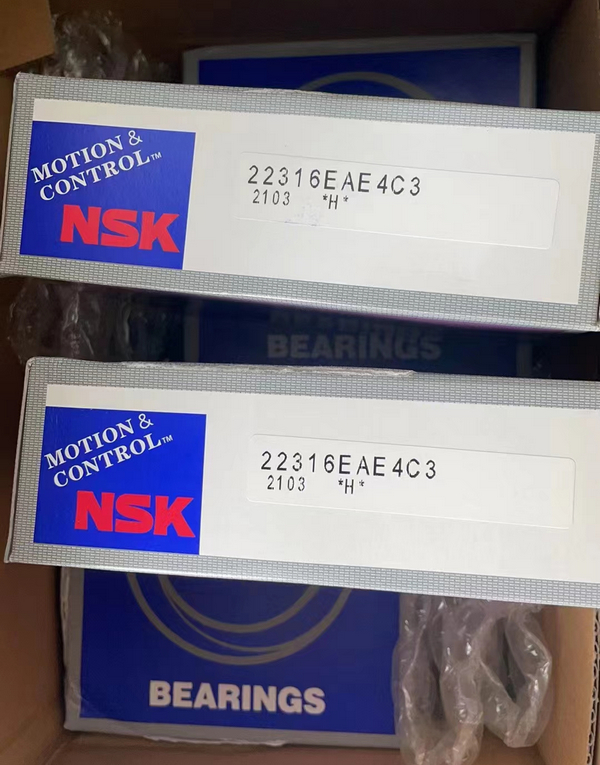 MOTION &
CONTROL™
NSK
22316EAE4C3
2103 *H*
BEARINGS
MOTION &
CONTROL™
NSK
22316EAE4C3
2103 *H*
BEARINGS